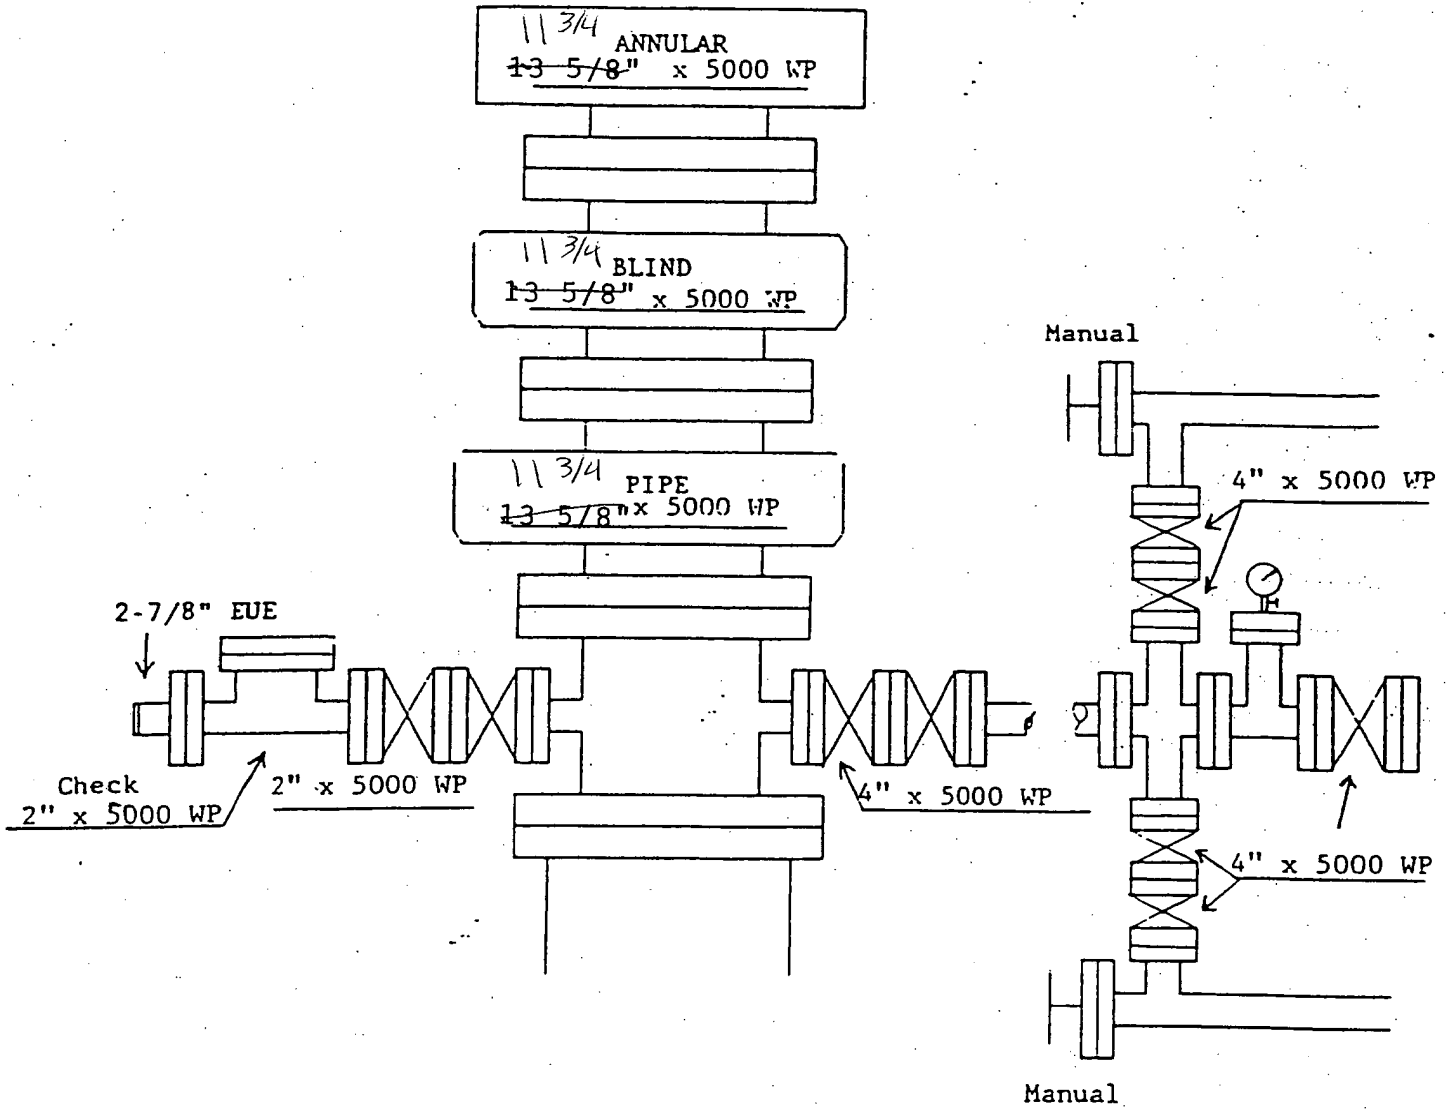 11 3/4
ANNULAR
13 5/8" x 5000 WP
11 3/4
BLIND
13 5/8" x 5000 WP
11 3/4
PIPE
13 5/8" x 5000 WP
Manual
4" x 5000 WP
2-7/8" EUE
Check
2" x 5000 WP
2" x 5000 WP
4" x 5000 WP
4" x 5000 WP
Manual